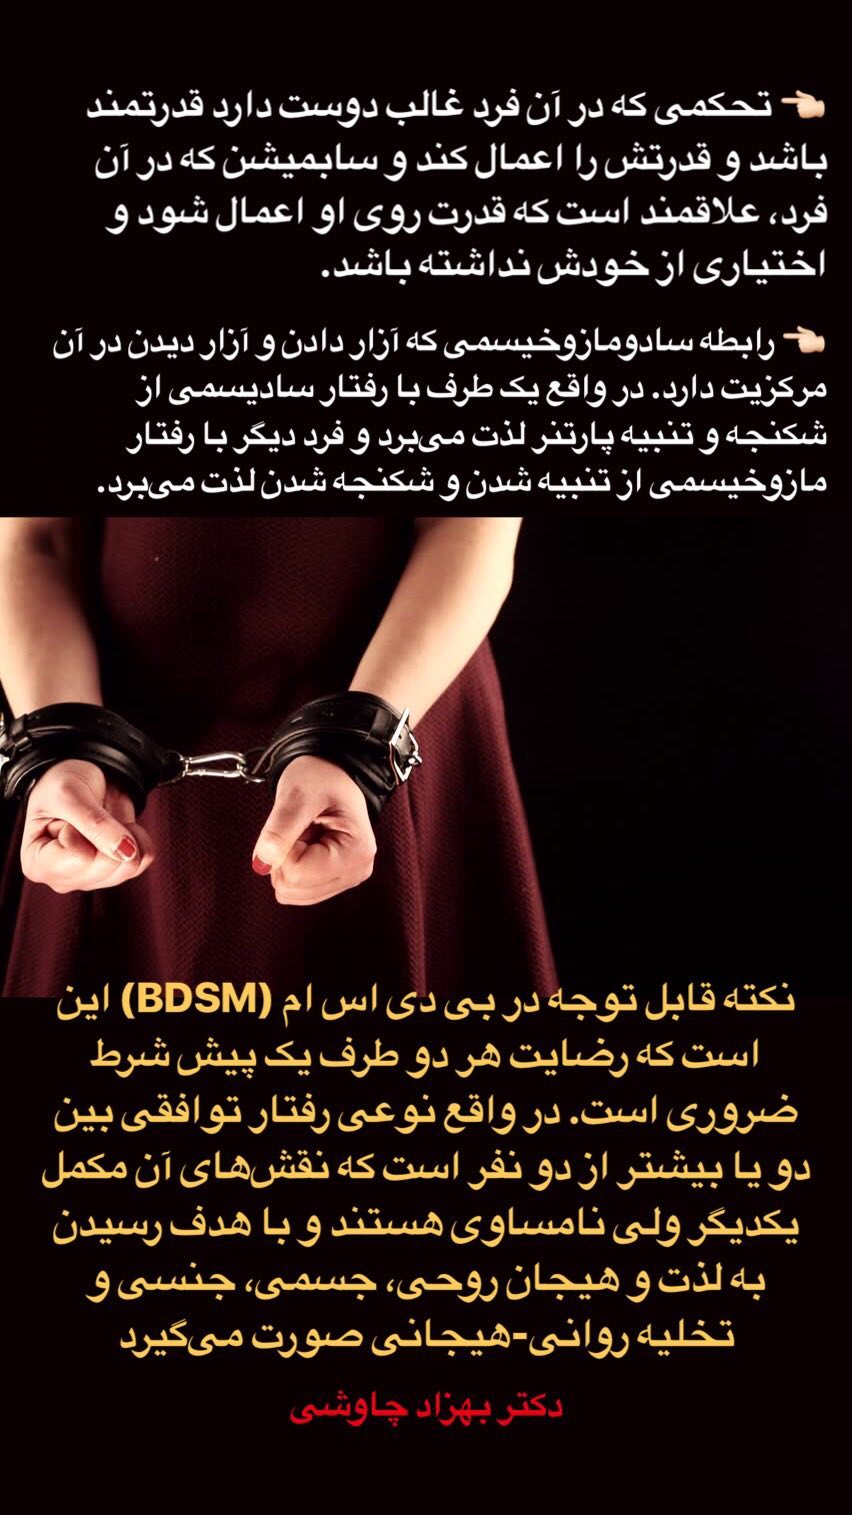 👈🏻 تحکمی که در آن فرد غالب دوست دارد قدرتمند
باشد و قدرتش را اعمال کند و سابمیشن که در آن
فرد، علاقمند است که قدرت روی او اعمال شود و
اختیاری از خودش نداشته باشد.
👈🏻 رابطه سادومازوخیسمی که آزار دادن و آزار دیدن در آن
مرکزیت دارد. در واقع یک طرف با رفتار سادیسمی از
شکنجه و تنبیه پارتنر لذت می‌برد و فرد دیگر با رفتار
مازوخیسمی از تنبیه شدن و شکنجه شدن لذت می‌برد.
نکته قابل توجه در بی دی اس ام (BDSM) این
است که رضایت هر دو طرف یک پیش شرط
ضروری است. در واقع نوعی رفتار توافقی بین
دو یا بیشتر از دو نفر است که نقش‌های آن مکمل
یکدیگر ولی نامساوی هستند و با هدف رسیدن
به لذت و هیجان روحی، جسمی، جنسی و
تخلیه روانی-هیجانی صورت می‌گیرد
دکتر بهزاد چاوشی